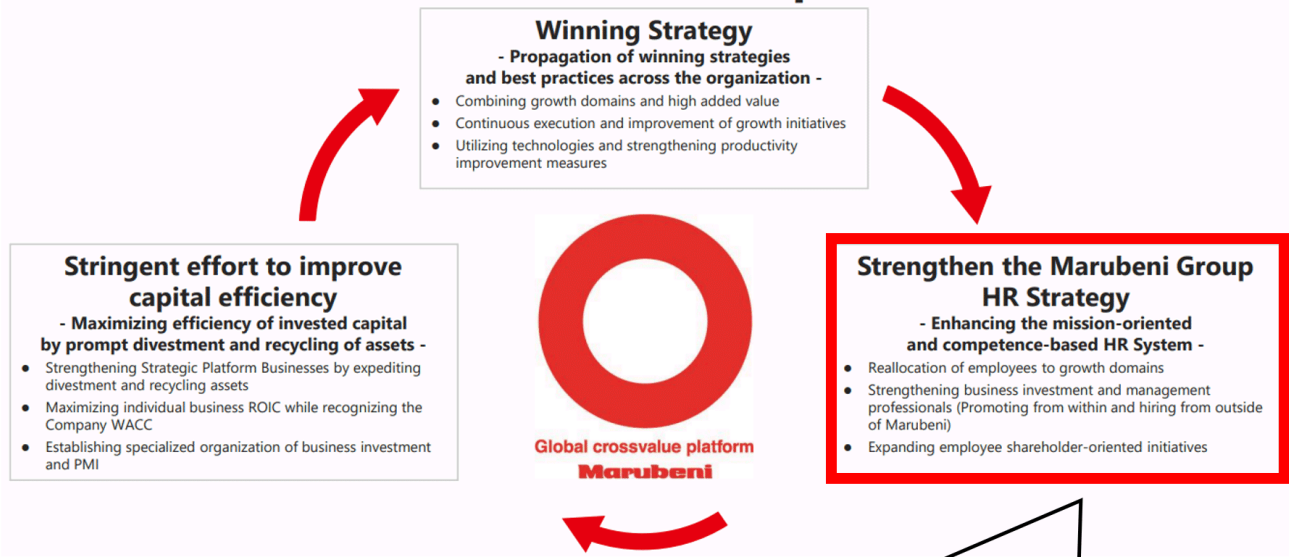 Winning Strategy
- Propagation of winning strategies
and best practices across the organization -
● Combining growth domains and high added value
● Continuous execution and improvement of growth initiatives
● Utilizing technologies and strengthening productivity
improvement measures
Stringent effort to improve
capital efficiency
- Maximizing efficiency of invested capital
by prompt divestment and recycling of assets -
● Strengthening Strategic Platform Businesses by expediting
divestment and recycling assets
● Maximizing individual business ROIC while recognizing the
Company WACC
● Establishing specialized organization of business investment
and PMI
Global crossvalue platform
Marubeni
Strengthen the Marubeni Group
HR Strategy
- Enhancing the mission-oriented
and competence-based HR System -
● Reallocation of employees to growth domains
● Strengthening business investment and management
professionals (Promoting from within and hiring from outside
of Marubeni)
● Expanding employee shareholder-oriented initiatives